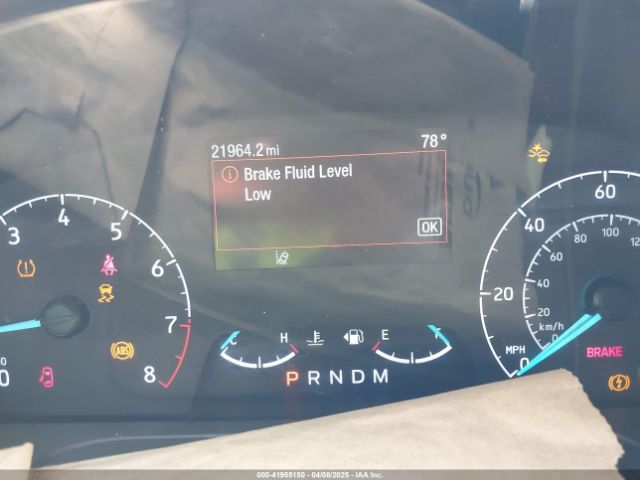 21964.2 mi 78°
Brake Fluid Level
Low
OK
3 4 5 6 7 8
ABS
C H E
P R N D M
0 20 40 60
MPH
0 20 40 60 80 100
km/h
BRAKE
000-41955150 04/08/2025 IAA Inc.